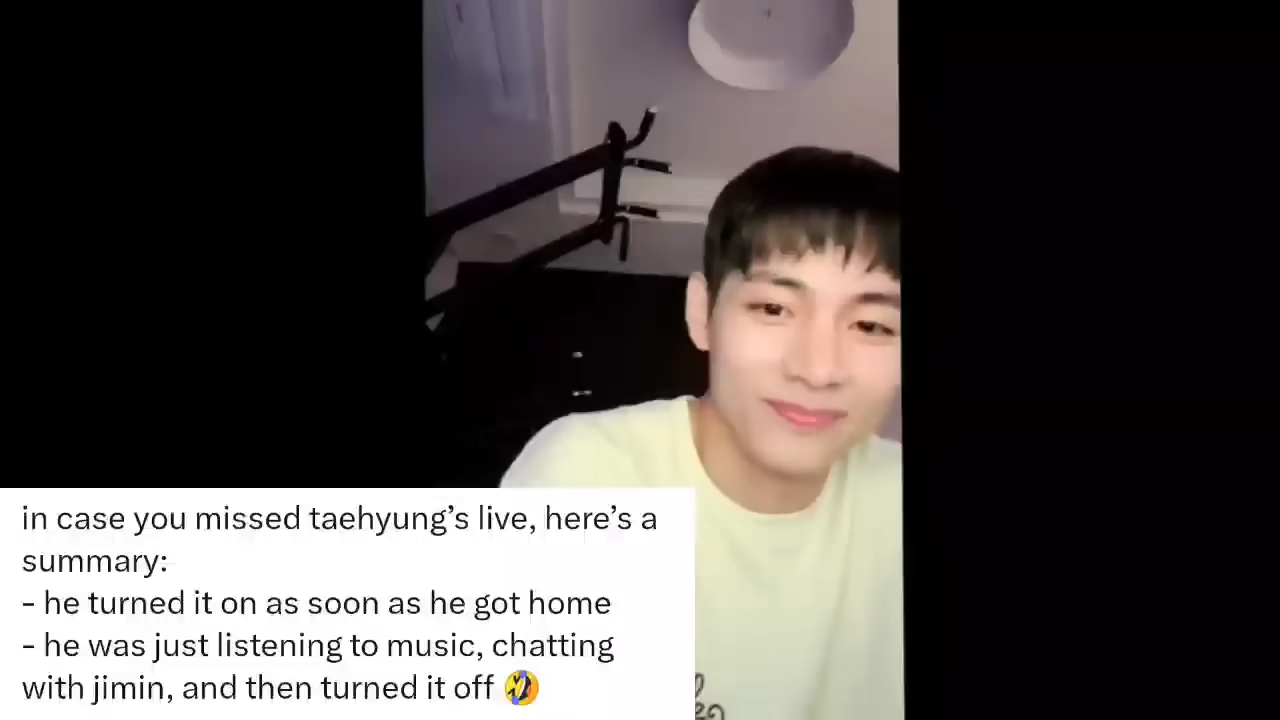 in case you missed taehyung’s live, here’s a
summary:
- he turned it on as soon as he got home
- he was just listening to music, chatting
with jimin, and then turned it off 🤣